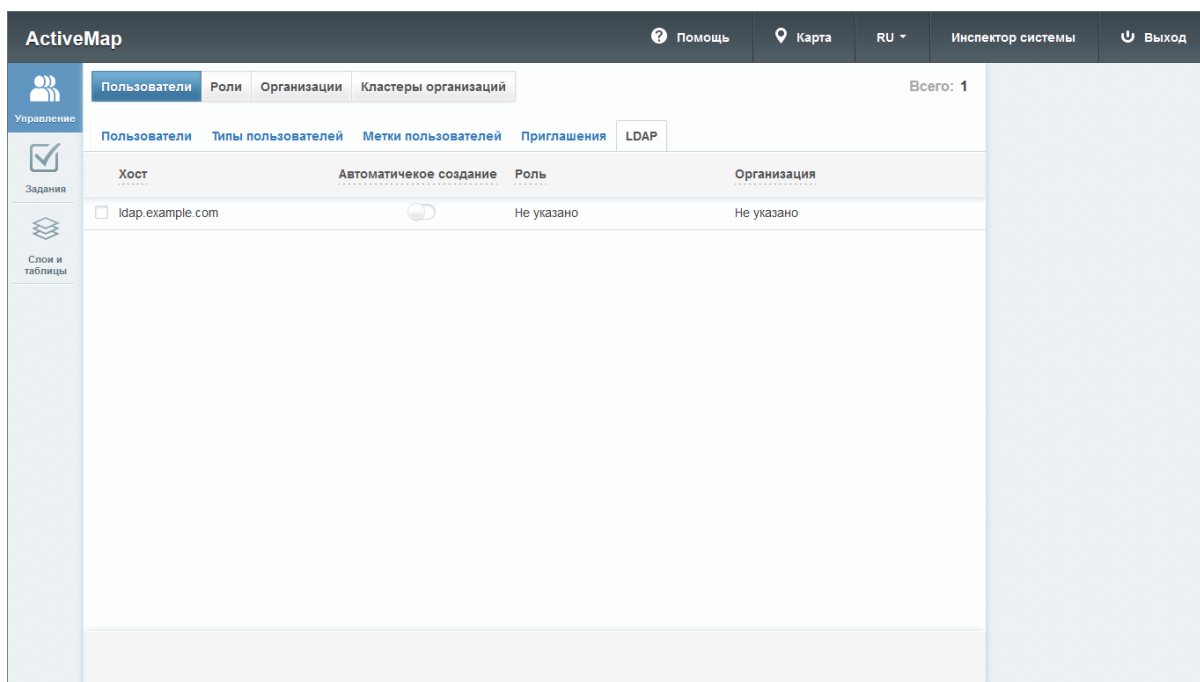 ActiveMap
Помощь
Карта
RU
Инспектор системы
Выход
Управление
Задания
Слои и
таблицы
Пользователи Роли Организации Кластеры организаций
Всего: 1
Пользователи Типы пользователей Метки пользователей Приглашения LDAP
Хост Автоматичекое создание Роль Организация
ldap.example.com Не указано Не указано